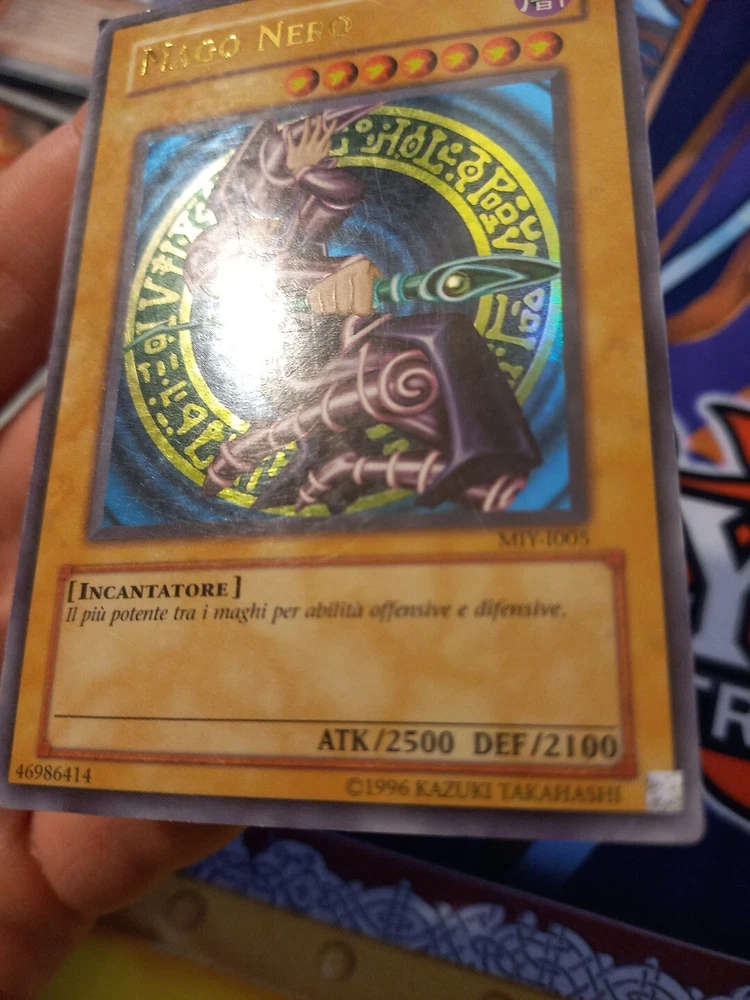 MAGO NERO
闇
MIY-I005
[INCANTATORE]
Il più potente tra i maghi per abilità offensive e difensive.
ATK/2500 DEF/2100
46986414
©1996 KAZUKI TAKAHASHI